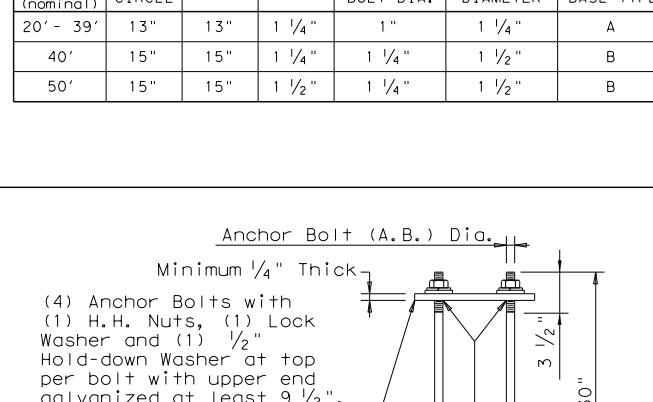 (nominal) CIRCLE BOLT DIA. DIAMETER BASE TYPE
20' - 39' 13" 13" 1 1/4" 1" 1 1/4" A
40' 15" 15" 1 1/4" 1 1/4" 1 1/2" B
50' 15" 15" 1 1/2" 1 1/4" 1 1/2" B
Anchor Bolt (A.B.) Dia.
Minimum 1/4" Thick
(4) Anchor Bolts with
(1) H.H. Nuts, (1) Lock
Washer and (1) 1/2"
Hold-down Washer at top
per bolt with upper end
galvanized at least 9 1/2".
3 1/2"